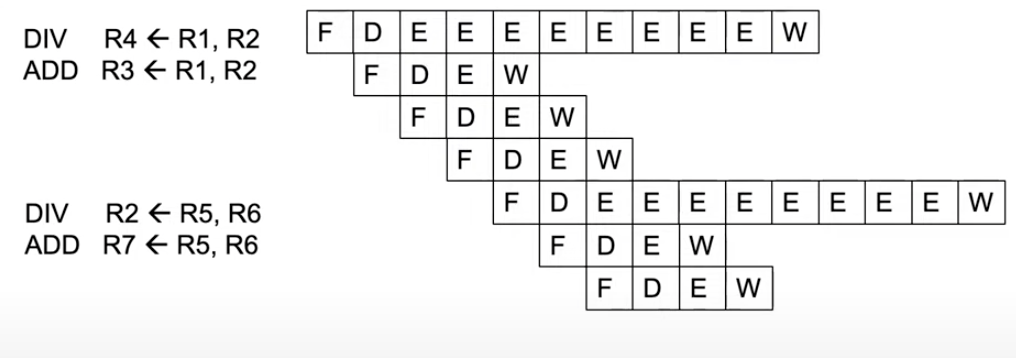 DIV R4 ← R1, R2 F D E E E E E E E E W
ADD R3 ← R1, R2 F D E W
F D E W
F D E W
DIV R2 ← R5, R6 F D E E E E E E E E W
ADD R7 ← R5, R6 F D E W
F D E W